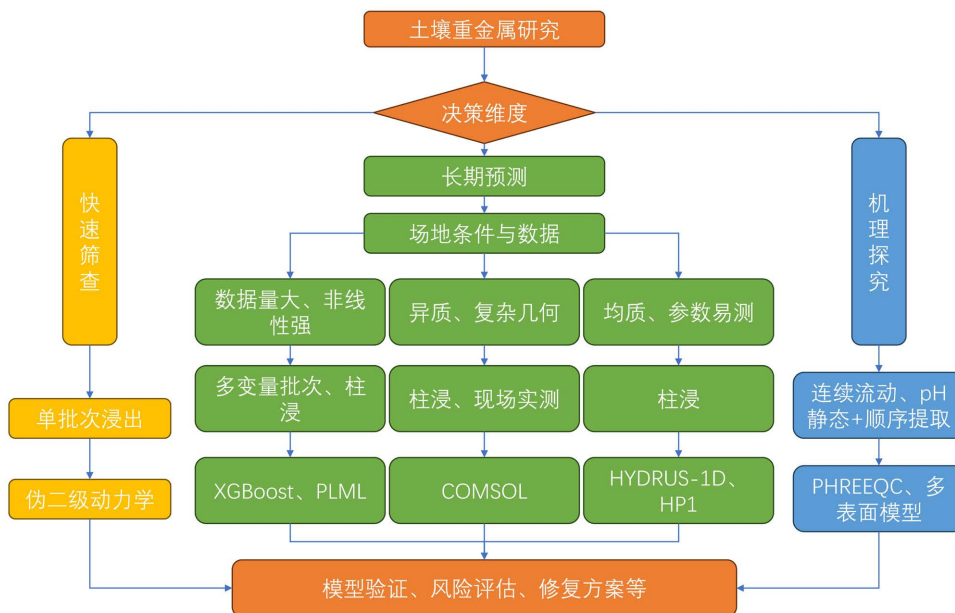 土壤重金属研究
决策维度
快
速
筛
查
单批次浸出
伪二级动力学
长期预测
场地条件与数据
数据量大、非线
性强
多变量批次、柱
浸
XGBoost、PLML
异质、复杂几何
柱浸、现场实测
COMSOL
均质、参数易测
柱浸
HYDRUS-1D、
HP1
机
理
探
究
连续流动、pH
静态+顺序提取
PHREEQC、多
表面模型
模型验证、风险评估、修复方案等